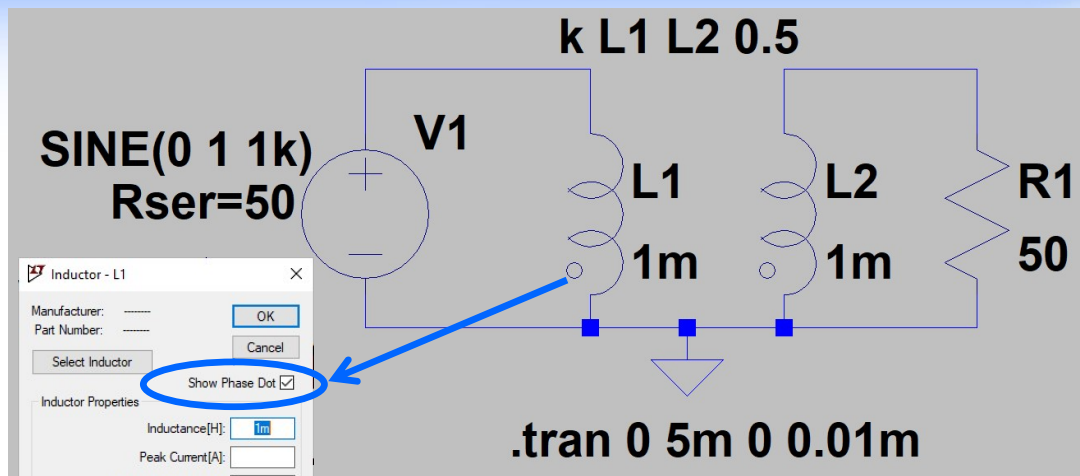 k L1 L2 0.5
SINE(0 1 1k)
Rser=50
V1
L1
1m
L2
1m
R1
50
Inductor - L1
Manufacturer: --------
Part Number: --------
OK
Cancel
Select Inductor
Show Phase Dot
Inductor Properties
Inductance[H]: 1m
Peak Current[A]:
.tran 0 5m 0 0.01m